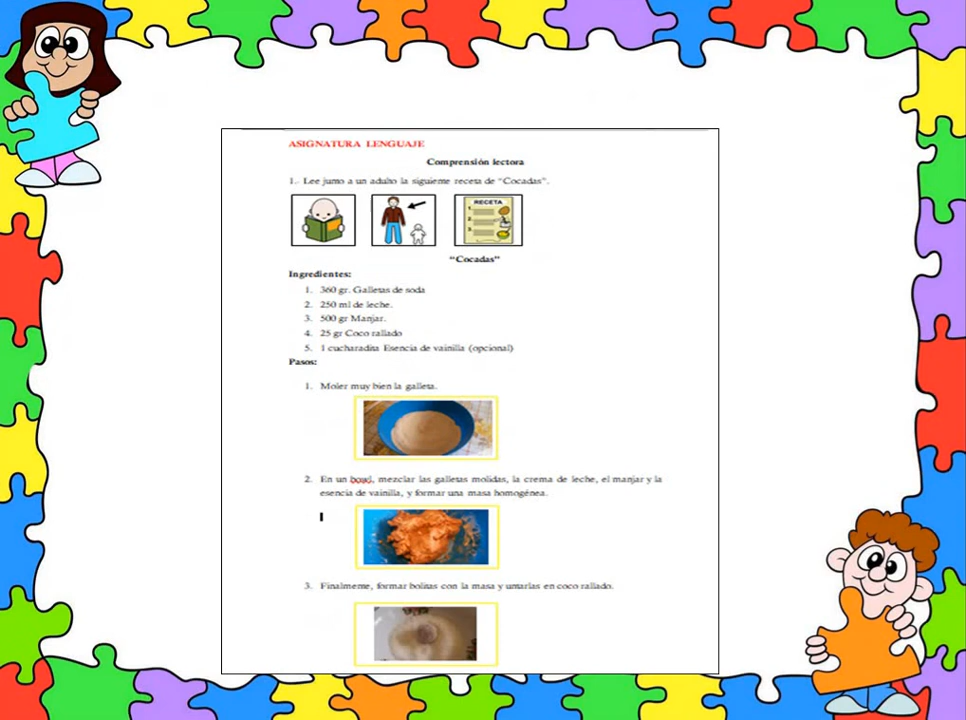 ASIGNATURA LENGUAJE
Comprensión lectora
1.- Lee junto a un adulto la siguiente receta de “Cocadas”.
RECETA
1.
2.
3.
“Cocadas”
Ingredientes:
1. 360 gr. Galletas de soda
2. 250 ml de leche.
3. 500 gr Manjar.
4. 25 gr Coco rallado
5. 1 cucharadita Esencia de vainilla (opcional)
Pasos:
1. Moler muy bien la galleta.
2. En un bowl, mezclar las galletas molidas, la crema de leche, el manjar y la
esencia de vainilla, y formar una masa homogénea.
3. Finalmente, formar bolitas con la masa y untarlas en coco rallado.